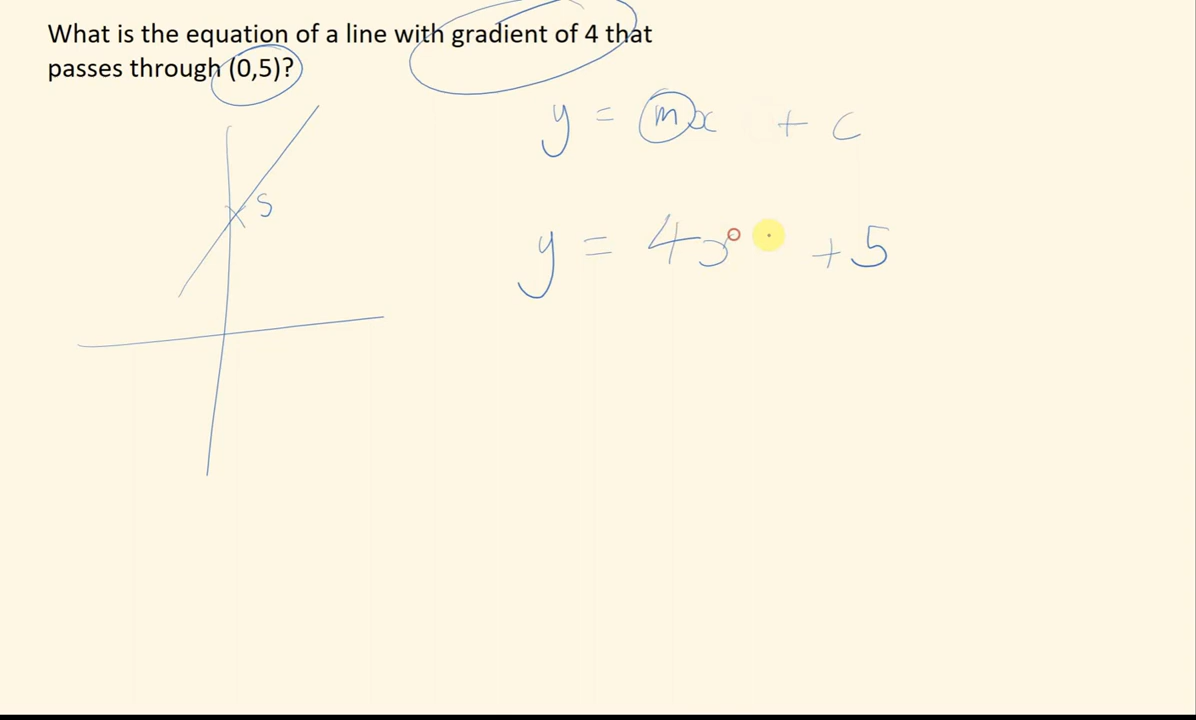 What is the equation of a line with gradient of 4 that
passes through (0,5)?
y = mx + c
5
y = 4x + 5